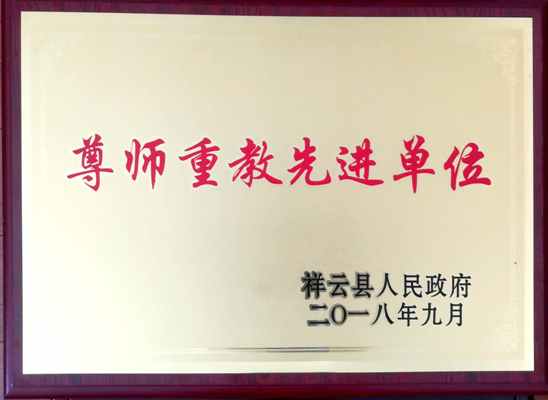 尊师重教先进单位
祥云县人民政府
二〇一八年九月